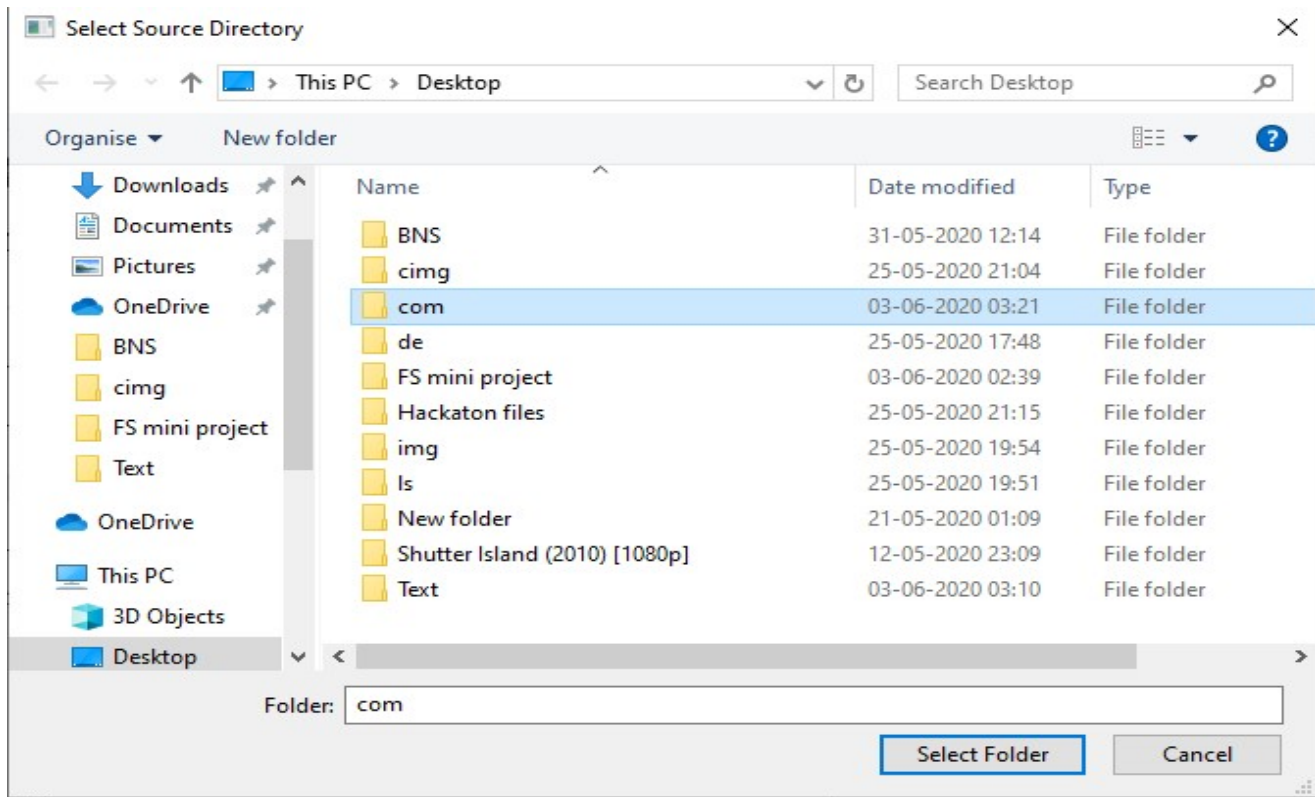 Select Source Directory
This PC > Desktop
Search Desktop
Organise
New folder
Downloads
Documents
Pictures
OneDrive
BNS
cimg
FS mini project
Text
OneDrive
This PC
3D Objects
Desktop
Name Date modified Type
BNS 31-05-2020 12:14 File folder
cimg 25-05-2020 21:04 File folder
com 03-06-2020 03:21 File folder
de 25-05-2020 17:48 File folder
FS mini project 03-06-2020 02:39 File folder
Hackaton files 25-05-2020 21:15 File folder
img 25-05-2020 19:54 File folder
ls 25-05-2020 19:51 File folder
New folder 21-05-2020 01:09 File folder
Shutter Island (2010) [1080p] 12-05-2020 23:09 File folder
Text 03-06-2020 03:10 File folder
Folder: com
Select Folder
Cancel